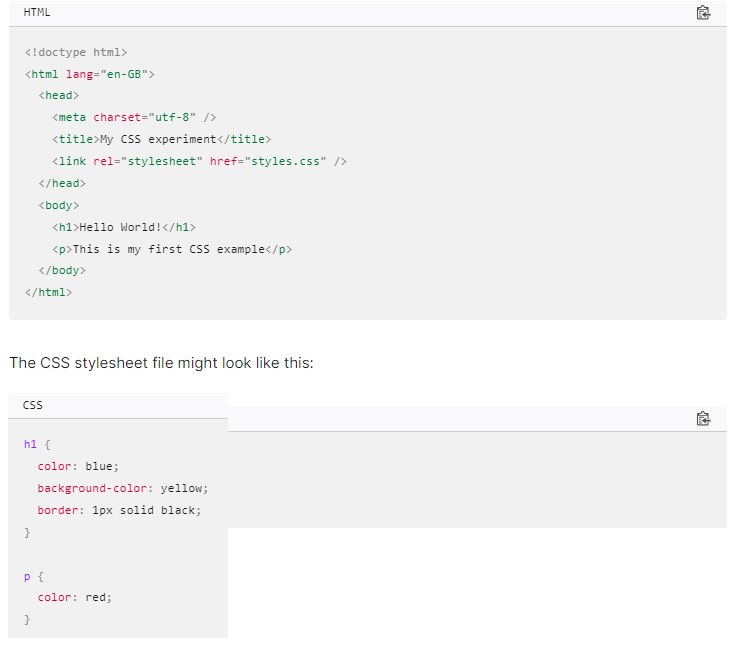 HTML
<!doctype html>
<html lang="en-GB">
  <head>
    <meta charset="utf-8" />
    <title>My CSS experiment</title>
    <link rel="stylesheet" href="styles.css" />
  </head>
  <body>
    <h1>Hello World!</h1>
    <p>This is my first CSS example</p>
  </body>
</html>
The CSS stylesheet file might look like this:
CSS
h1 {
  color: blue;
  background-color: yellow;
  border: 1px solid black;
}
p {
  color: red;
}